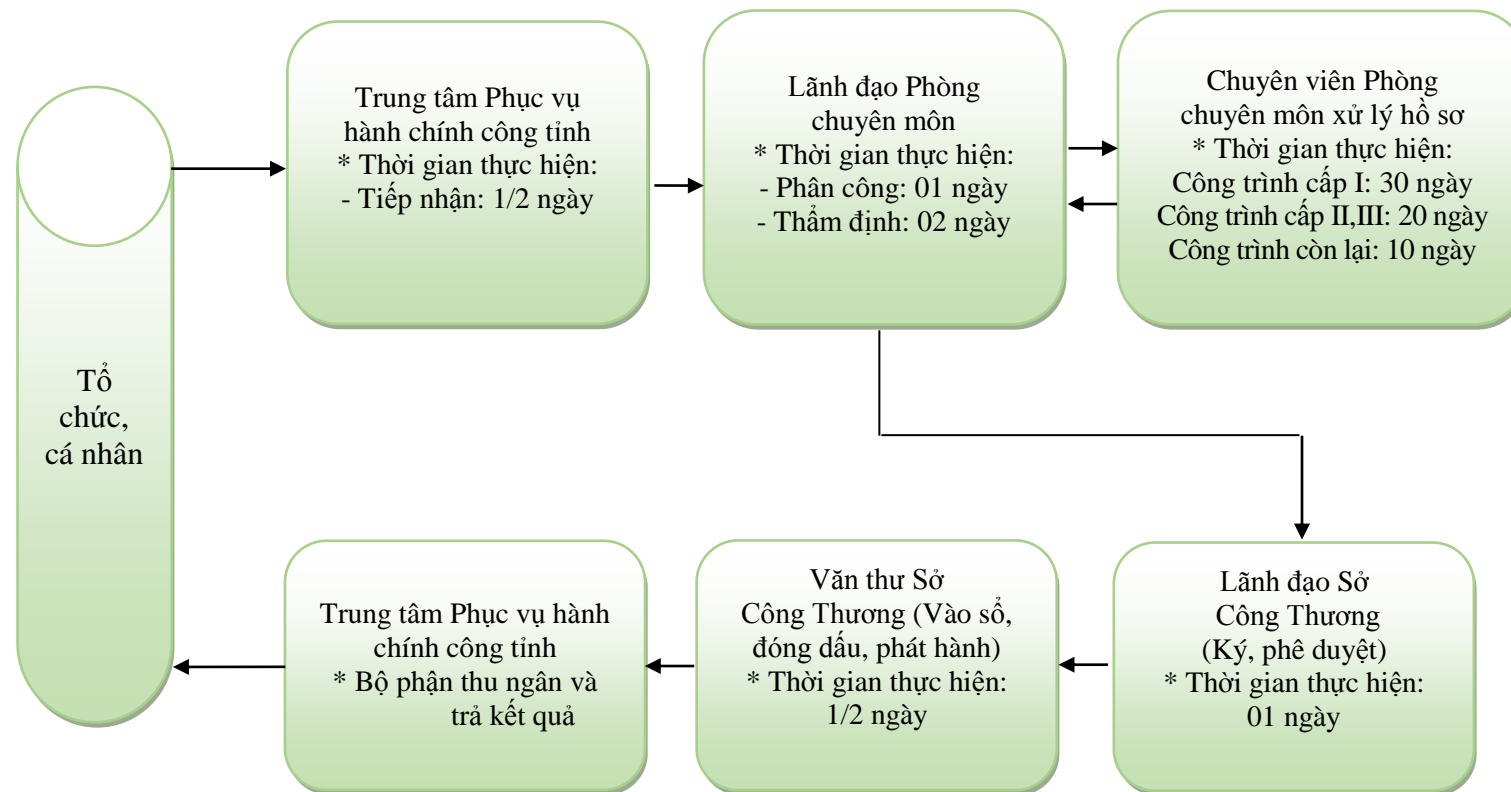 Trung tâm Phục vụ
hành chính công tỉnh
* Thời gian thực hiện:
- Tiếp nhận: 1/2 ngày
Lãnh đạo Phòng
chuyên môn
* Thời gian thực hiện:
- Phân công: 01 ngày
- Thẩm định: 02 ngày
Chuyên viên Phòng
chuyên môn xử lý hồ sơ
* Thời gian thực hiện:
Công trình cấp I: 30 ngày
Công trình cấp II,III: 20 ngày
Công trình còn lại: 10 ngày
Tổ
chức,
cá nhân
Trung tâm Phục vụ hành
chính công tỉnh
* Bộ phận thu ngân và
trả kết quả
Văn thư Sở
Công Thương (Vào sổ,
đóng dấu, phát hành)
* Thời gian thực hiện:
1/2 ngày
Lãnh đạo Sở
Công Thương
(Ký, phê duyệt)
* Thời gian thực hiện:
01 ngày